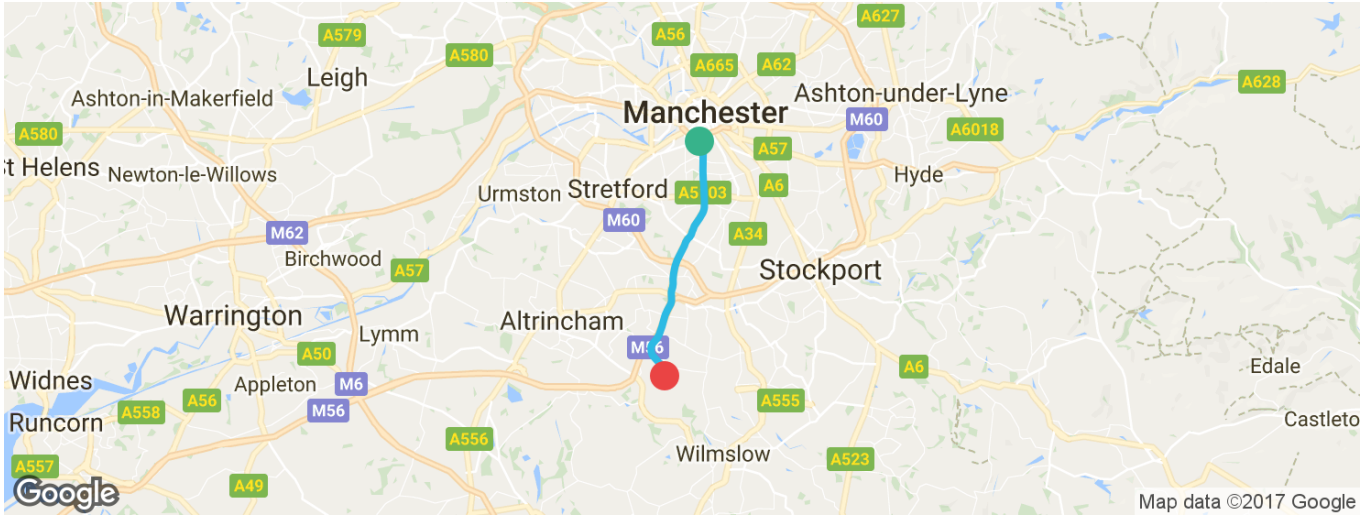 A627
A579
A56
A580
A665
A62
Leigh
A628
Ashton-in-Makerfield
Ashton-under-Lyne
Manchester
M60
A580
A6018
A57
St Helens
Newton-le-Willows
Hyde
Urmston
Stretford
A6
M60
M62
A34
Birchwood
A57
Stockport
Warrington
Altrincham
Lymm
M56
A50
A6
Edale
Widnes
Appleton
M6
A56
A555
M56
A558
Runcorn
Castleto
A556
Wilmslow
A557
A523
A49
Google
Map data ©2017 Google